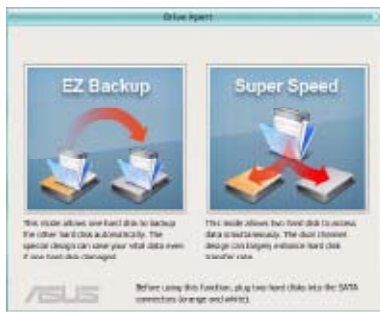 Drive Xpert
EZ Backup
Super Speed
This mode allows one hard disk to backup
the other hard disk automatically. The
special design can save your vital data even
if one hard disk damaged
This mode allows two hard disk to access
data simultaneously. The dual channel
design can largely enhance hard disk
transfer rate.
ASUS
Before using this function, plug two hard disks into the SATA
connectors (orange and white).